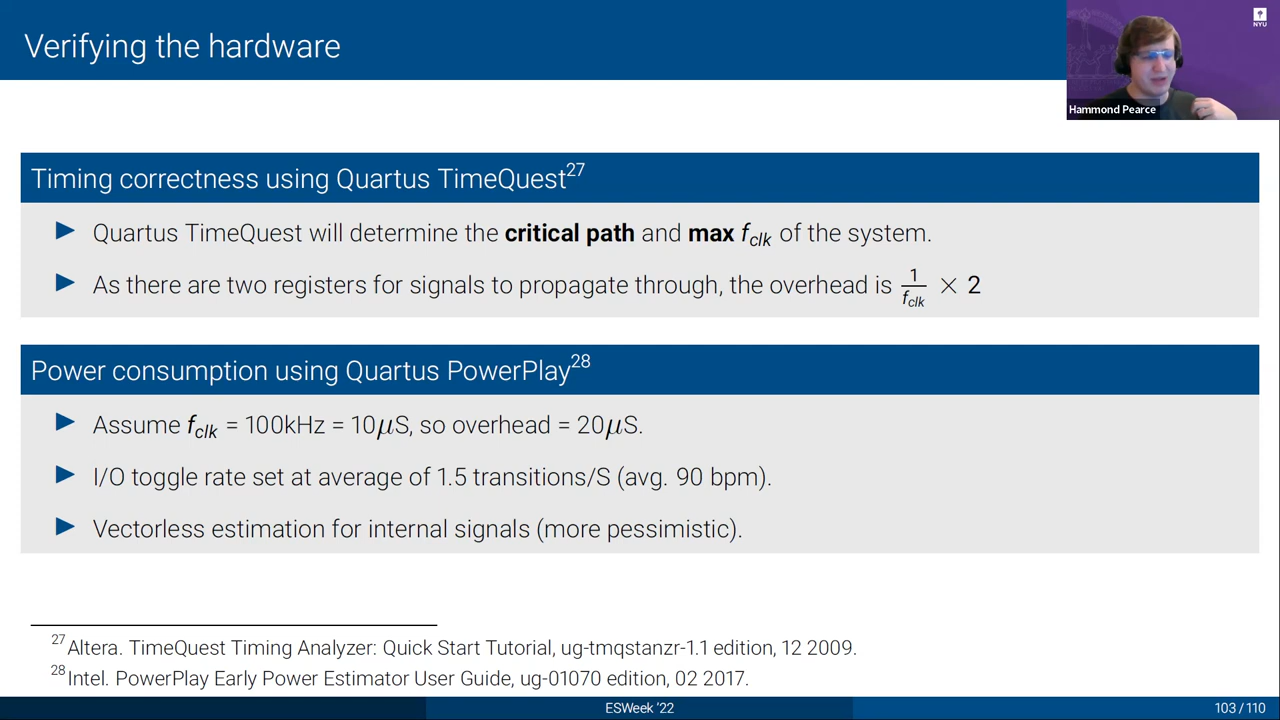 Verifying the hardware
NYU
Hammond Pearce
Timing correctness using Quartus TimeQuest27
▶ Quartus TimeQuest will determine the critical path and max fclk of the system.
▶ As there are two registers for signals to propagate through, the overhead is 1/fclk × 2
Power consumption using Quartus PowerPlay28
▶ Assume fclk = 100kHz = 10μS, so overhead = 20μS.
▶ I/O toggle rate set at average of 1.5 transitions/S (avg. 90 bpm).
▶ Vectorless estimation for internal signals (more pessimistic).
27Altera. TimeQuest Timing Analyzer: Quick Start Tutorial, ug-tmqstanzr-1.1 edition, 12 2009.
28Intel. PowerPlay Early Power Estimator User Guide, ug-01070 edition, 02 2017.
ESWeek '22
103 / 110